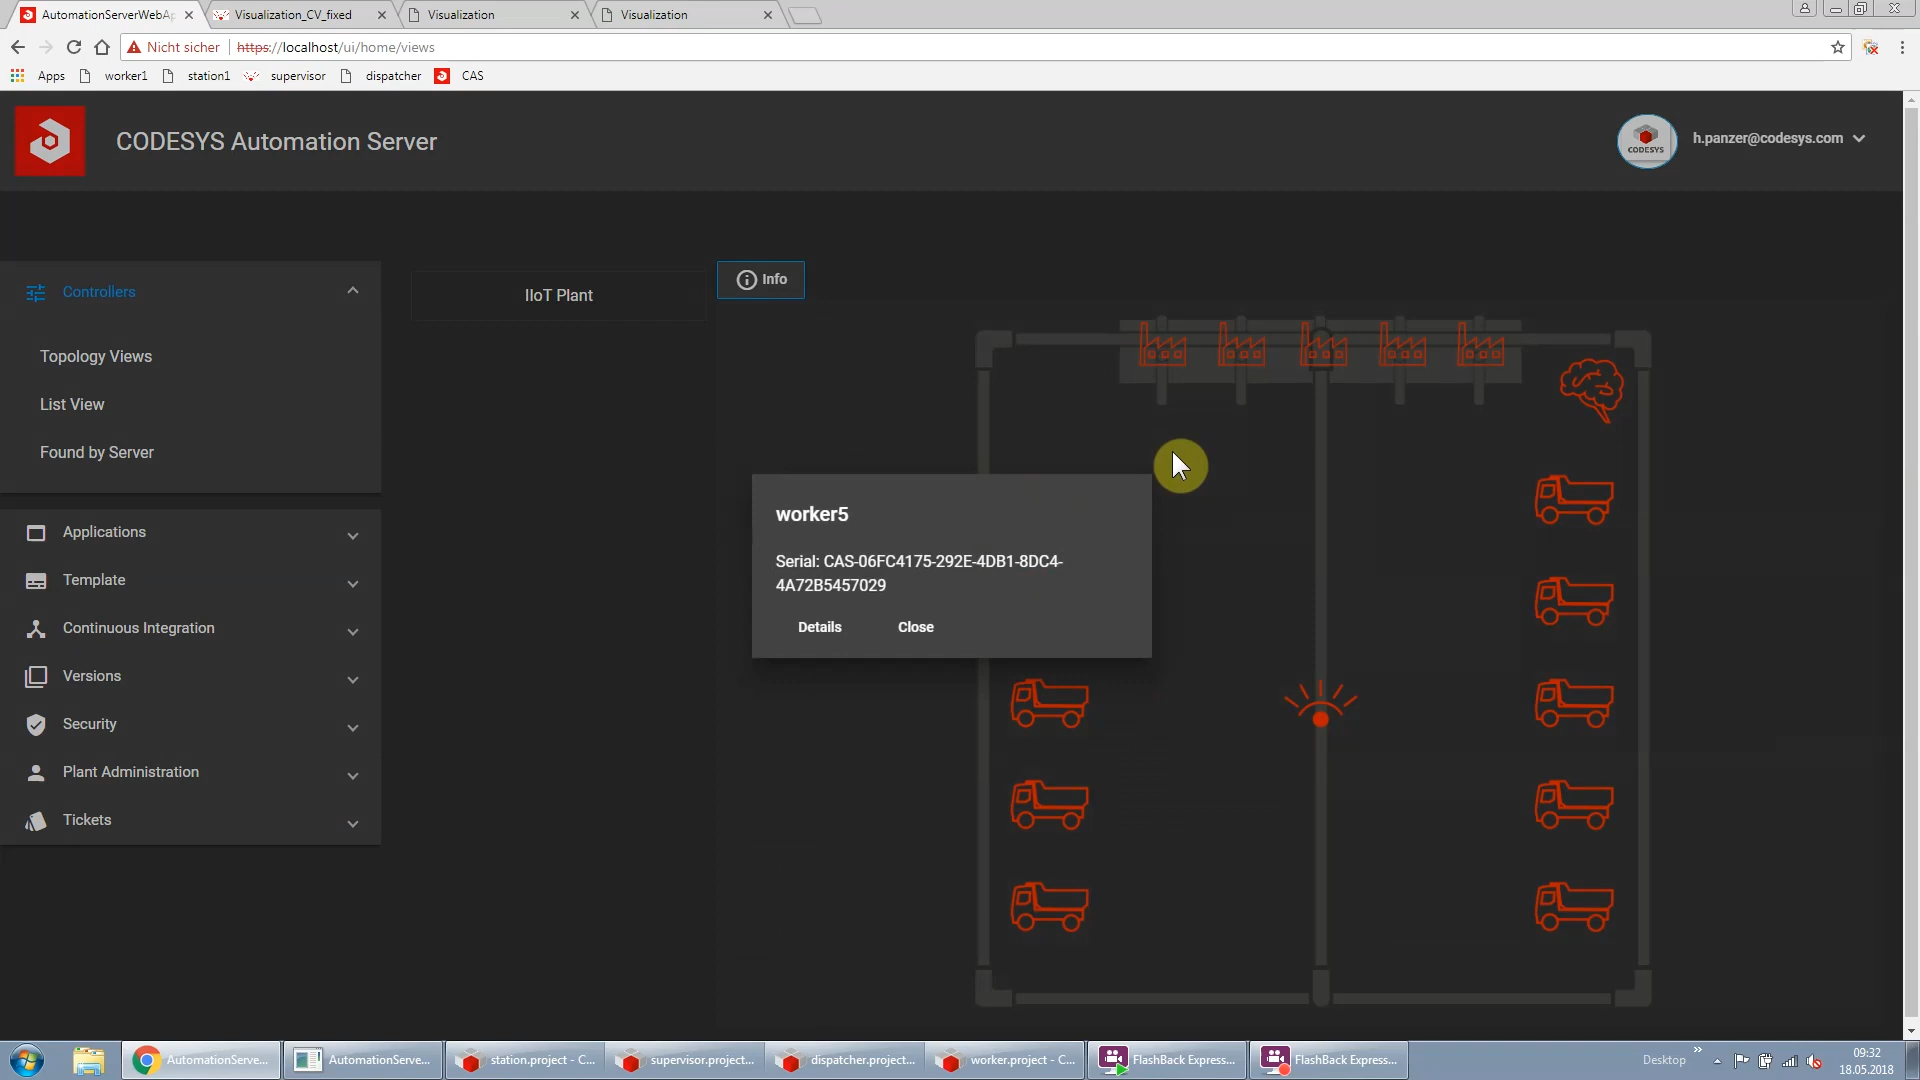 AutomationServerWebAp
Visualization_CV_fixed
Visualization
Visualization
Nicht sicher
https://localhost/ui/home/views
Apps
worker1
station1
supervisor
dispatcher
CAS
CODESYS Automation Server
CODESYS
h.panzer@codesys.com
Controllers
Topology Views
List View
Found by Server
Applications
Template
Continuous Integration
Versions
Security
Plant Administration
Tickets
IIoT Plant
Info
worker5
Serial: CAS-06FC4175-292E-4DB1-8DC4-
4A72B5457029
Details
Close
AutomationServe...
AutomationServe...
station.project - C...
supervisor.project...
dispatcher.project...
worker.project - C...
FlashBack Express...
FlashBack Express...
Desktop
09:32
18.05.2018